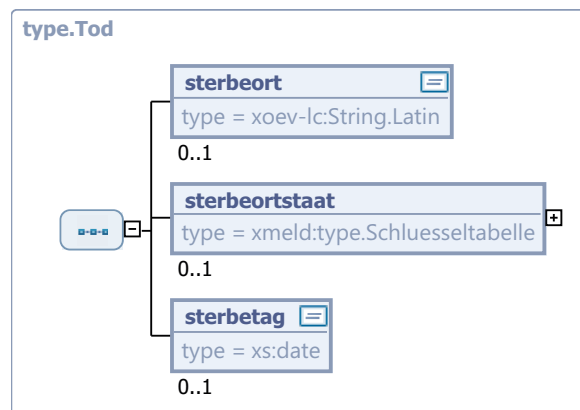 type.Tod
sterbeort
type = xoev-lc:String.Latin
0..1
sterbeortstaat
type = xmeld:type.Schluesseltabelle
0..1
sterbetag
type = xs:date
0..1